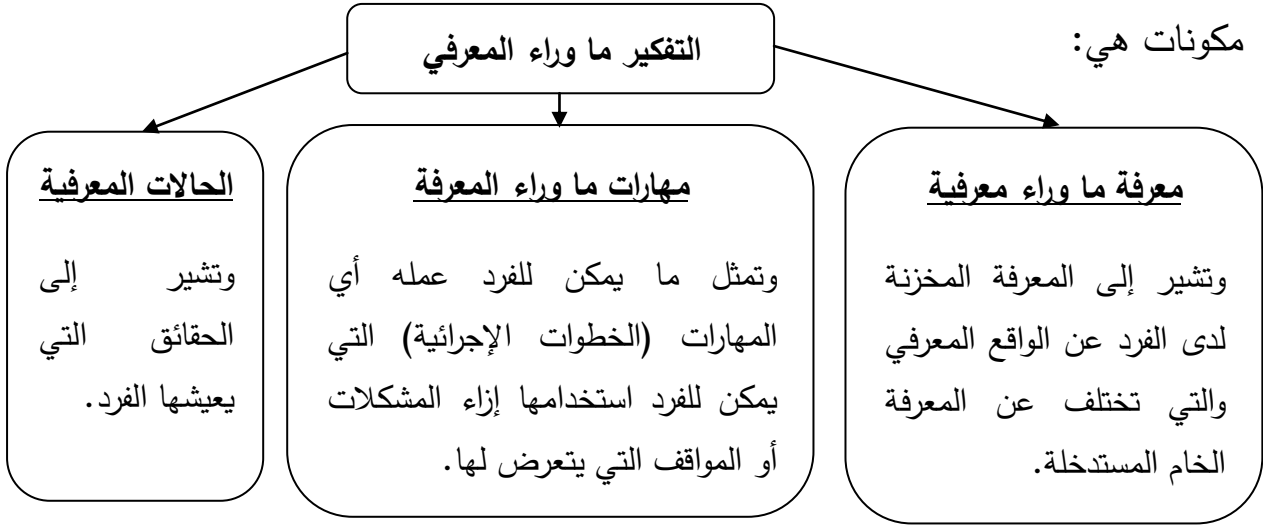 مكونات هي:
التفكير ما وراء المعرفي
معرفة ما وراء معرفية
وتشير إلى المعرفة المخزنة
لدى الفرد عن الواقع المعرفي
والتي تختلف عن المعرفة
الخام المستدخلة.
مهارات ما وراء المعرفة
وتمثل ما يمكن للفرد عمله أي
المهارات (الخطوات الإجرائية) التي
يمكن للفرد استخدامها إزاء المشكلات
أو المواقف التي يتعرض لها.
الحالات المعرفية
وتشير إلى
الحقائق التي
يعيشها الفرد.